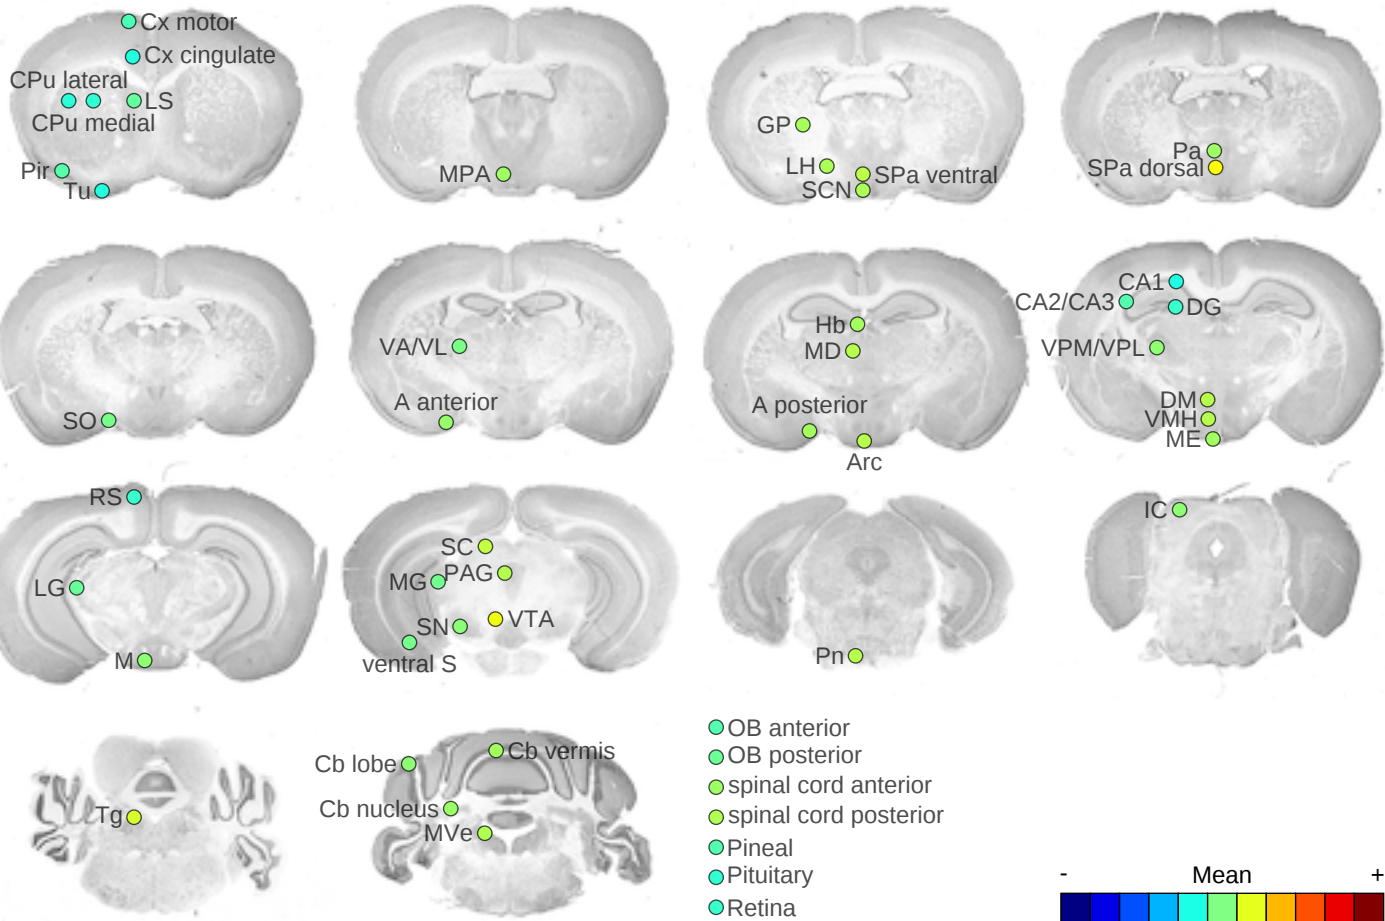 Cx motor
Cx cingulate
CPu lateral
LS
CPu medial
Pir
Tu
MPA
GP
LH
SPa ventral
SCN
Pa
SPa dorsal
SO
VA/VL
A anterior
Hb
MD
A posterior
Arc
CA1
CA2/CA3
DG
VPM/VPL
DM
VMH
ME
RS
LG
M
SC
PAG
MG
VTA
SN
ventral S
Pn
IC
Tg
Cb lobe
Cb vermis
Cb nucleus
MVe
OB anterior
OB posterior
spinal cord anterior
spinal cord posterior
Pineal
Pituitary
Retina
- Mean +